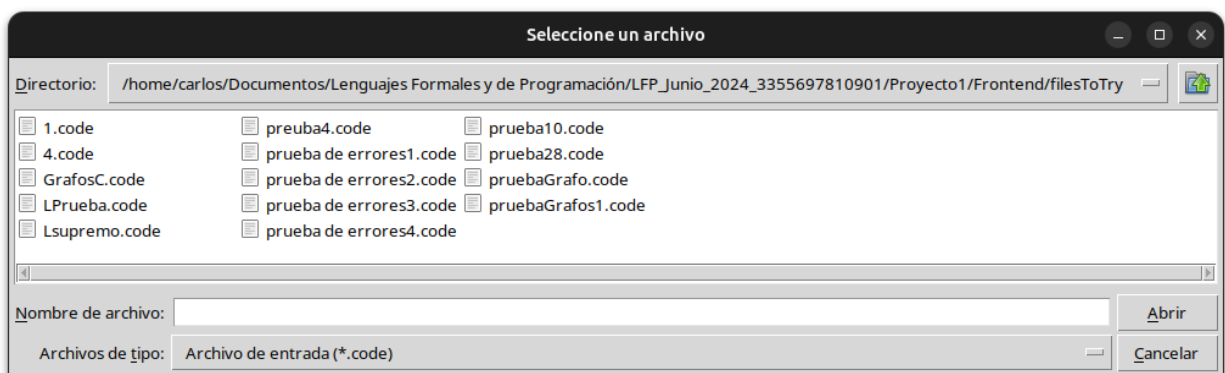 Seleccione un archivo
Directorio: /home/carlos/Documentos/Lenguajes Formales y de Programación/LFP_Junio_2024_3355697810901/Proyecto1/Frontend/filesToTry
1.code preuba4.code prueba10.code
4.code prueba de errores1.code prueba28.code
GrafosC.code prueba de errores2.code pruebaGrafo.code
LPrueba.code prueba de errores3.code pruebaGrafos1.code
Lsupremo.code prueba de errores4.code
Nombre de archivo: Abrir
Archivos de tipo: Archivo de entrada (*.code) Cancelar